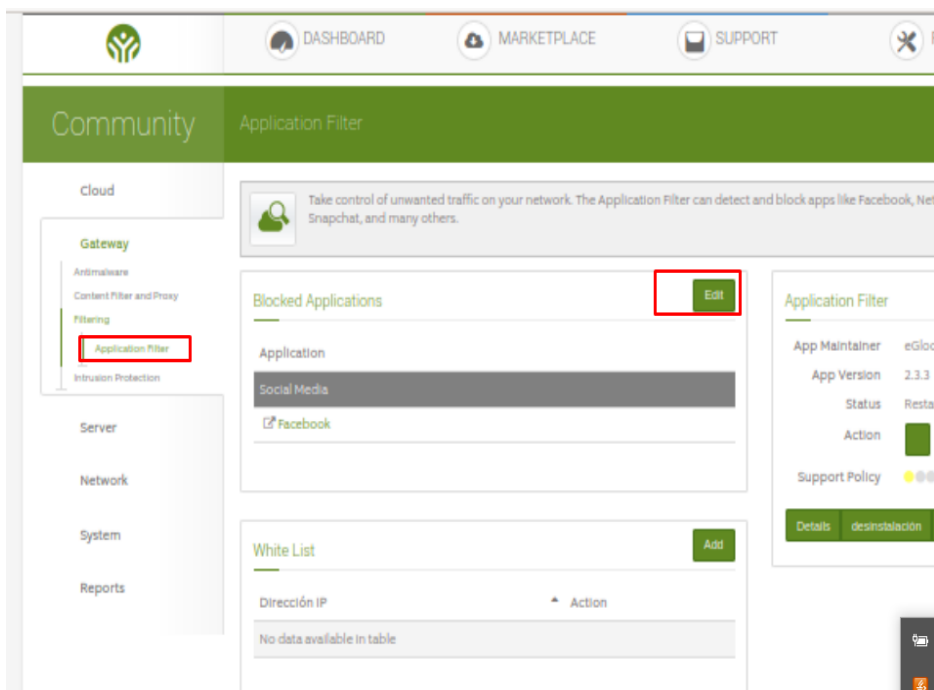 DASHBOARD
MARKETPLACE
SUPPORT
Community
Application Filter
Cloud
Gateway
Antimalware
Content Filter and Proxy
Filtering
Application Filter
Intrusion Protection
Server
Network
System
Reports
Take control of unwanted traffic on your network. The Application Filter can detect and block apps like Facebook,
Snapchat, and many others.
Blocked Applications
Edit
Application
Social Media
Facebook
White List
Add
Dirección IP
Action
No data available in table
Application Filter
App Maintainer
App Version 2.3.3
Status
Action
Support Policy
Details desinstalación